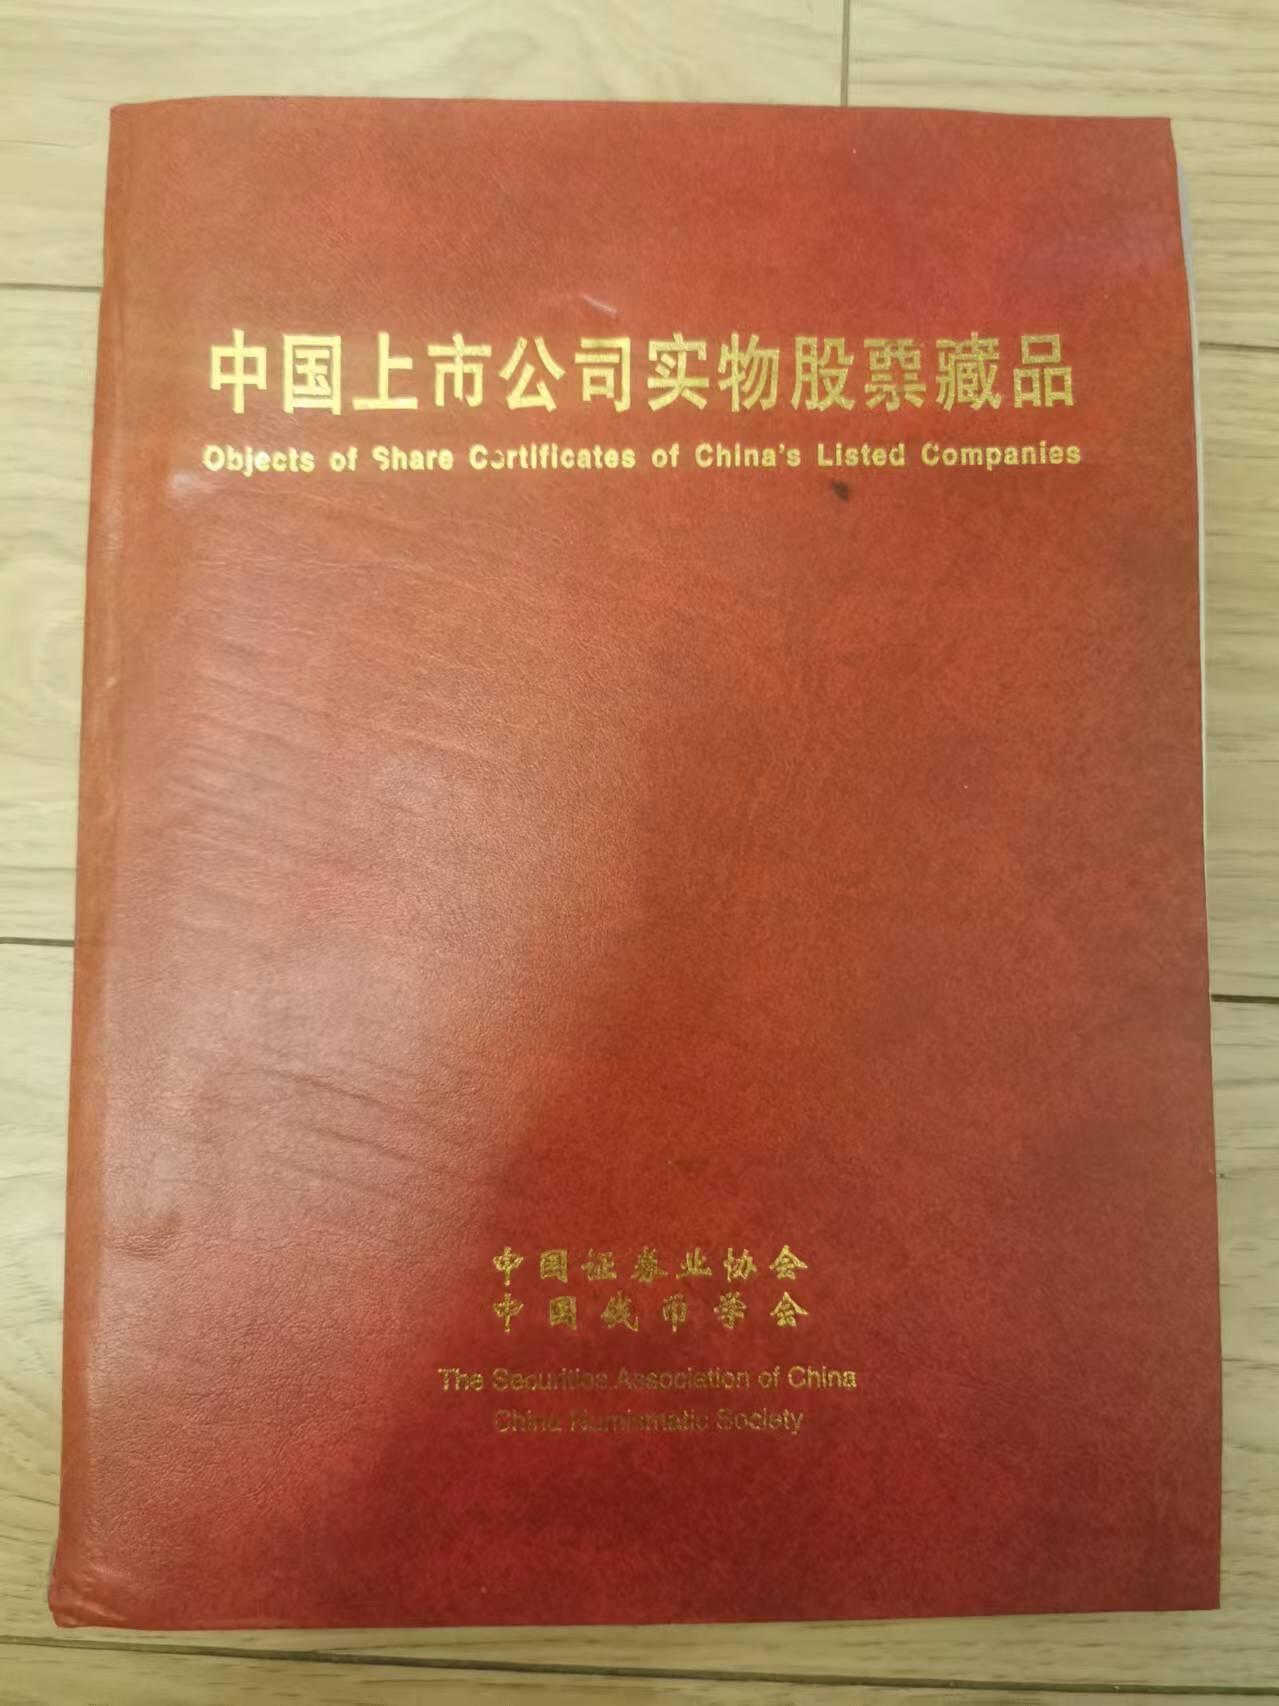 中国上市公司实物股票藏品
Objects of Share Certificates of China's Listed Companies
中国证券业协会
中国钱币学会
The Securities Association of China
China Numismatic Society